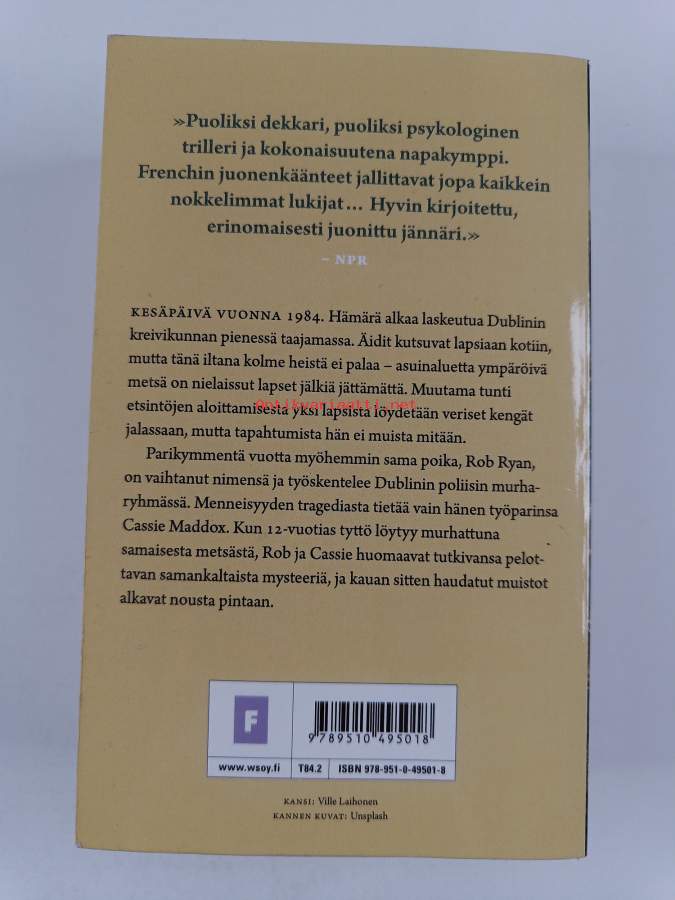 »Puoliksi dekkari, puoliksi psykologinen
trilleri ja kokonaisuutena napakymppi.
Frenchin juonenkäänteet jallittavat jopa kaikkein
nokkelimmat lukijat... Hyvin kirjoitettu,
erinomaisesti juonittu jännäri.»
– NPR
KESÄPÄIVÄ VUONNA 1984. Hämärä alkaa laskeutua Dublinin
kreivikunnan pienessä taajamassa. Äidit kutsuvat lapsiaan kotiin,
mutta tänä iltana kolme heistä ei palaa – asuinaluetta ympäröivä
metsä on nielaissut lapset jälkiä jättämättä. Muutama tunti
etsintöjen aloittamisesta yksi lapsista löydetään veriset kengät
jalassaan, mutta tapahtumista hän ei muista mitään.
Parikymmentä vuotta myöhemmin sama poika, Rob Ryan,
on vaihtanut nimensä ja työskentelee Dublinin poliisin murha-
ryhmässä. Menneisyyden tragediasta tietää vain hänen työparinsa
Cassie Maddox. Kun 12-vuotias tyttö löytyy murhattuna
samaisesta metsästä, Rob ja Cassie huomaavat tutkivansa pelot-
tavan samankaltaista mysteeriä, ja kauan sitten haudatut muistot
alkavat nousta pintaan.
Antikvariaatti.net
F
9789510495018
www.wsoy.fi T84.2 ISBN 978-951-0-49501-8
KANSI: Ville Laihonen
KANNEN KUVAT: Unsplash